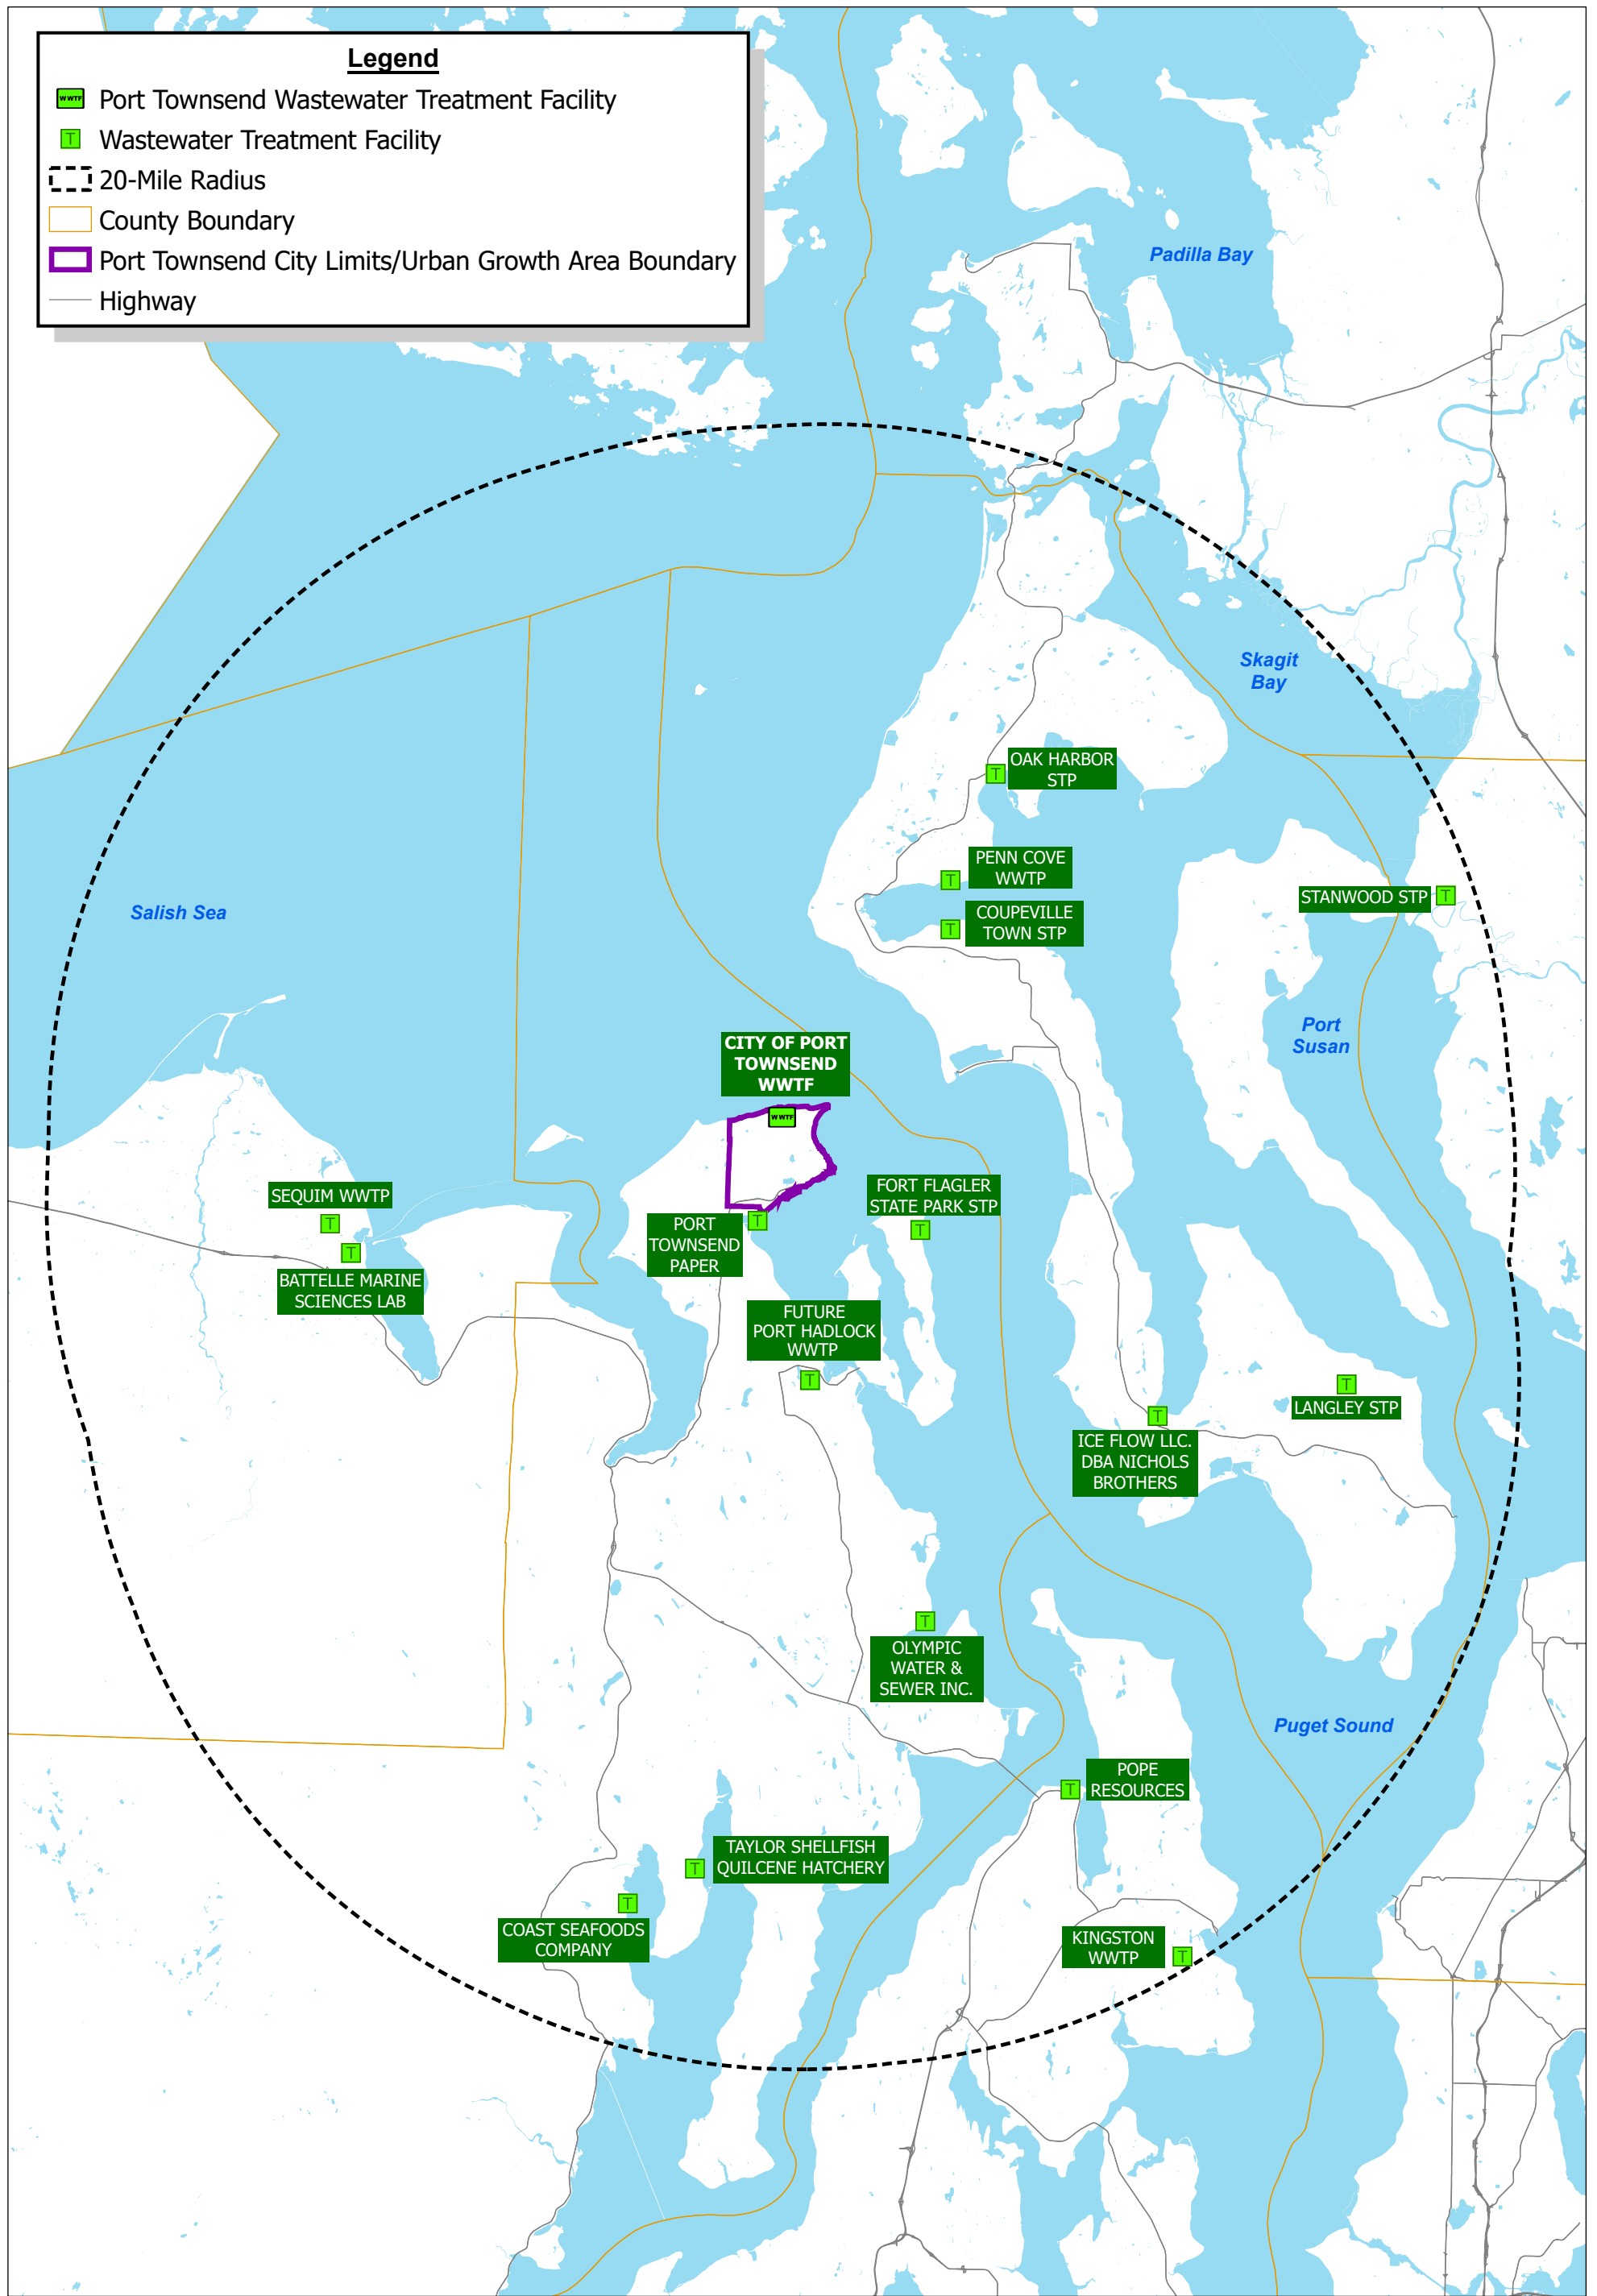 Legend
WWTF
Port Townsend Wastewater Treatment Facility
T
Wastewater Treatment Facility
20-Mile Radius
County Boundary
Port Townsend City Limits/Urban Growth Area Boundary
Highway
Padilla Bay
Skagit
Bay
T
OAK HARBOR
STP
T
PENN COVE
WWTP
T
COUPEVILLE
TOWN STP
STANWOOD STP
T
Salish Sea
Port
Susan
CITY OF PORT
TOWNSEND
WWTF
WWTF
SEQUIM WWTP
T
T
BATTELLE MARINE
SCIENCES LAB
T
PORT
TOWNSEND
PAPER
FORT FLAGLER
STATE PARK STP
T
FUTURE
PORT HADLOCK
WWTP
T
T
LANGLEY STP
T
ICE FLOW LLC.
DBA NICHOLS
BROTHERS
T
OLYMPIC
WATER &
SEWER INC.
Puget Sound
T
POPE
RESOURCES
T
TAYLOR SHELLFISH
QUILCENE HATCHERY
T
COAST SEAFOODS
COMPANY
KINGSTON
WWTP
T